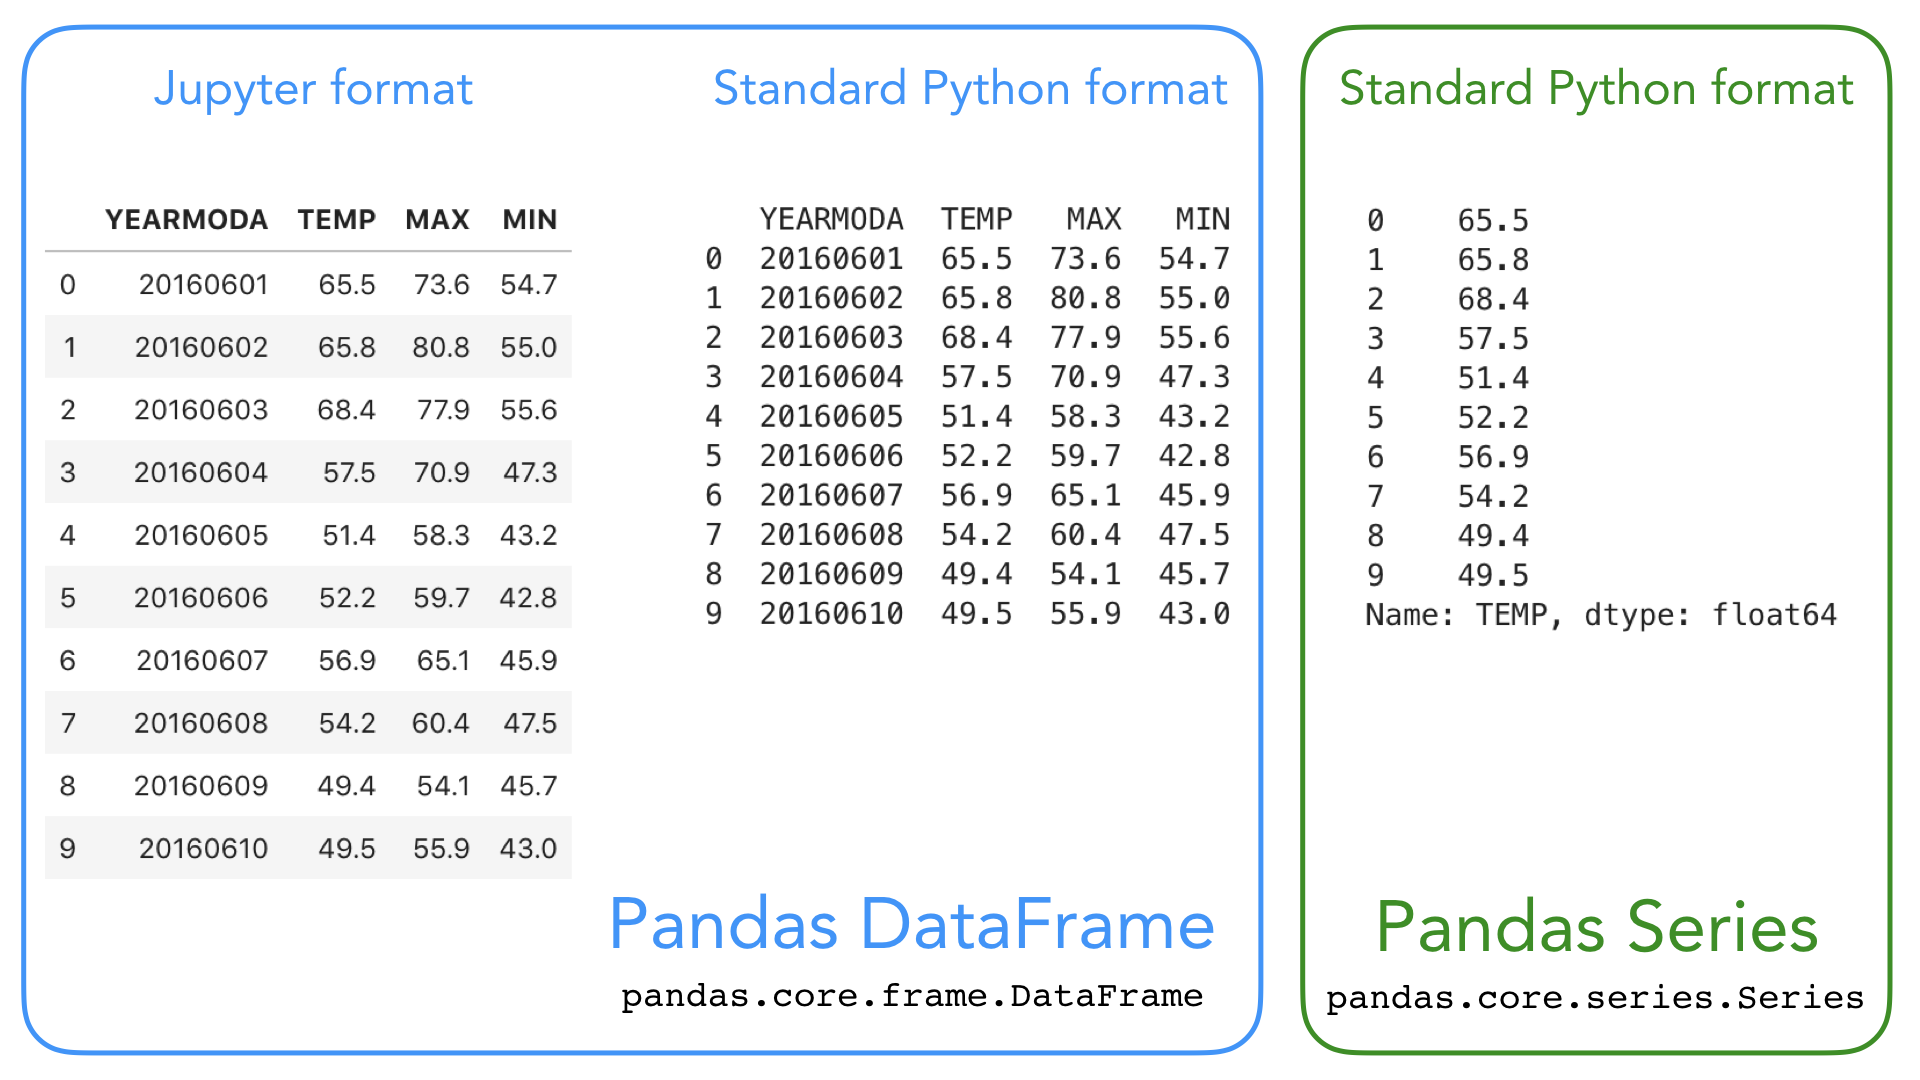 Jupyter format
YEARMODA TEMP MAX MIN
0 20160601 65.5 73.6 54.7
1 20160602 65.8 80.8 55.0
2 20160603 68.4 77.9 55.6
3 20160604 57.5 70.9 47.3
4 20160605 51.4 58.3 43.2
5 20160606 52.2 59.7 42.8
6 20160607 56.9 65.1 45.9
7 20160608 54.2 60.4 47.5
8 20160609 49.4 54.1 45.7
9 20160610 49.5 55.9 43.0
Standard Python format
YEARMODA TEMP MAX MIN
0 20160601 65.5 73.6 54.7
1 20160602 65.8 80.8 55.0
2 20160603 68.4 77.9 55.6
3 20160604 57.5 70.9 47.3
4 20160605 51.4 58.3 43.2
5 20160606 52.2 59.7 42.8
6 20160607 56.9 65.1 45.9
7 20160608 54.2 60.4 47.5
8 20160609 49.4 54.1 45.7
9 20160610 49.5 55.9 43.0
Pandas DataFrame
pandas.core.frame.DataFrame
Standard Python format
0 65.5
1 65.8
2 68.4
3 57.5
4 51.4
5 52.2
6 56.9
7 54.2
8 49.4
9 49.5
Name: TEMP, dtype: float64
Pandas Series
pandas.core.series.Series